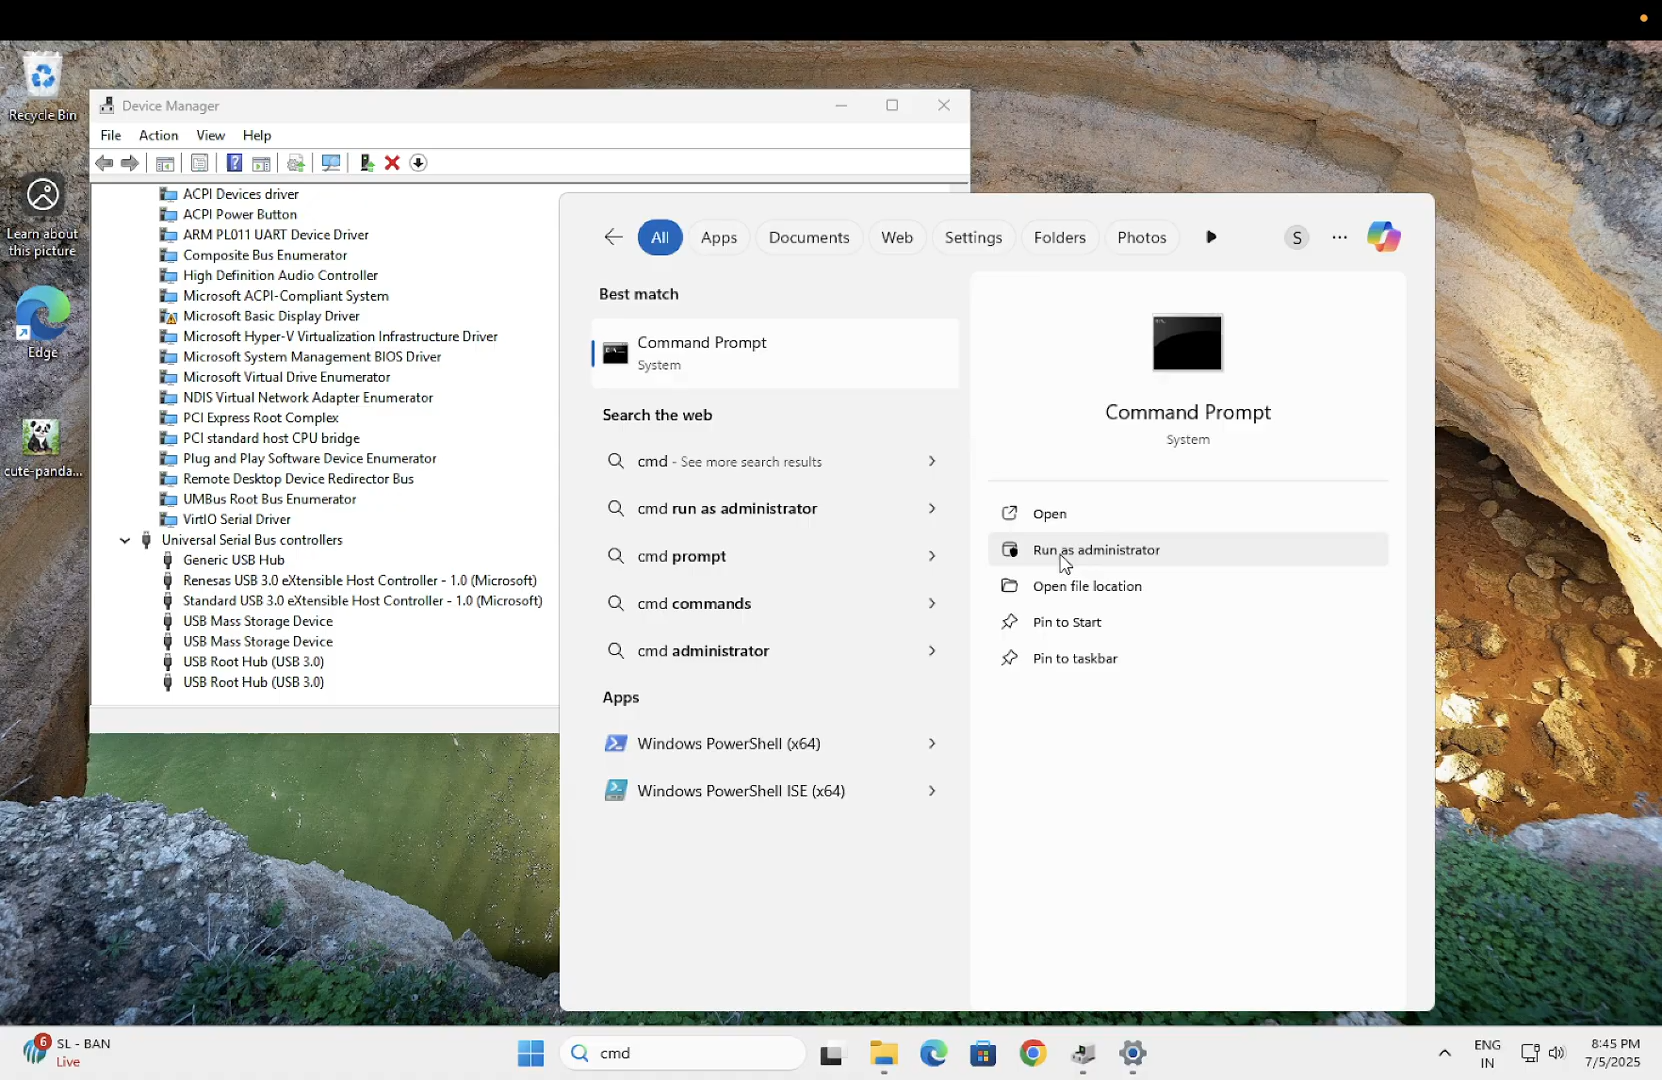 Recycle Bin
Learn about
this picture
Edge
cute-panda...
Device Manager
File Action View Help
ACPI Devices driver
ACPI Power Button
ARM PL011 UART Device Driver
Composite Bus Enumerator
High Definition Audio Controller
Microsoft ACPI-Compliant System
Microsoft Basic Display Driver
Microsoft Hyper-V Virtualization Infrastructure Driver
Microsoft System Management BIOS Driver
Microsoft Virtual Drive Enumerator
NDIS Virtual Network Adapter Enumerator
PCI Express Root Complex
PCI standard host CPU bridge
Plug and Play Software Device Enumerator
Remote Desktop Device Redirector Bus
UMBus Root Bus Enumerator
VirtIO Serial Driver
Universal Serial Bus controllers
Generic USB Hub
Renesas USB 3.0 eXtensible Host Controller - 1.0 (Microsoft)
Standard USB 3.0 eXtensible Host Controller - 1.0 (Microsoft)
USB Mass Storage Device
USB Mass Storage Device
USB Root Hub (USB 3.0)
USB Root Hub (USB 3.0)
All Apps Documents Web Settings Folders Photos S ...
Best match
Command Prompt
System
Search the web
cmd - See more search results
cmd run as administrator
cmd prompt
cmd commands
cmd administrator
Apps
Windows PowerShell (x64)
Windows PowerShell ISE (x64)
Command Prompt
System
Open
Run as administrator
Open file location
Pin to Start
Pin to taskbar
6
SL - BAN
Live
cmd
ENG
IN
8:45 PM
7/5/2025